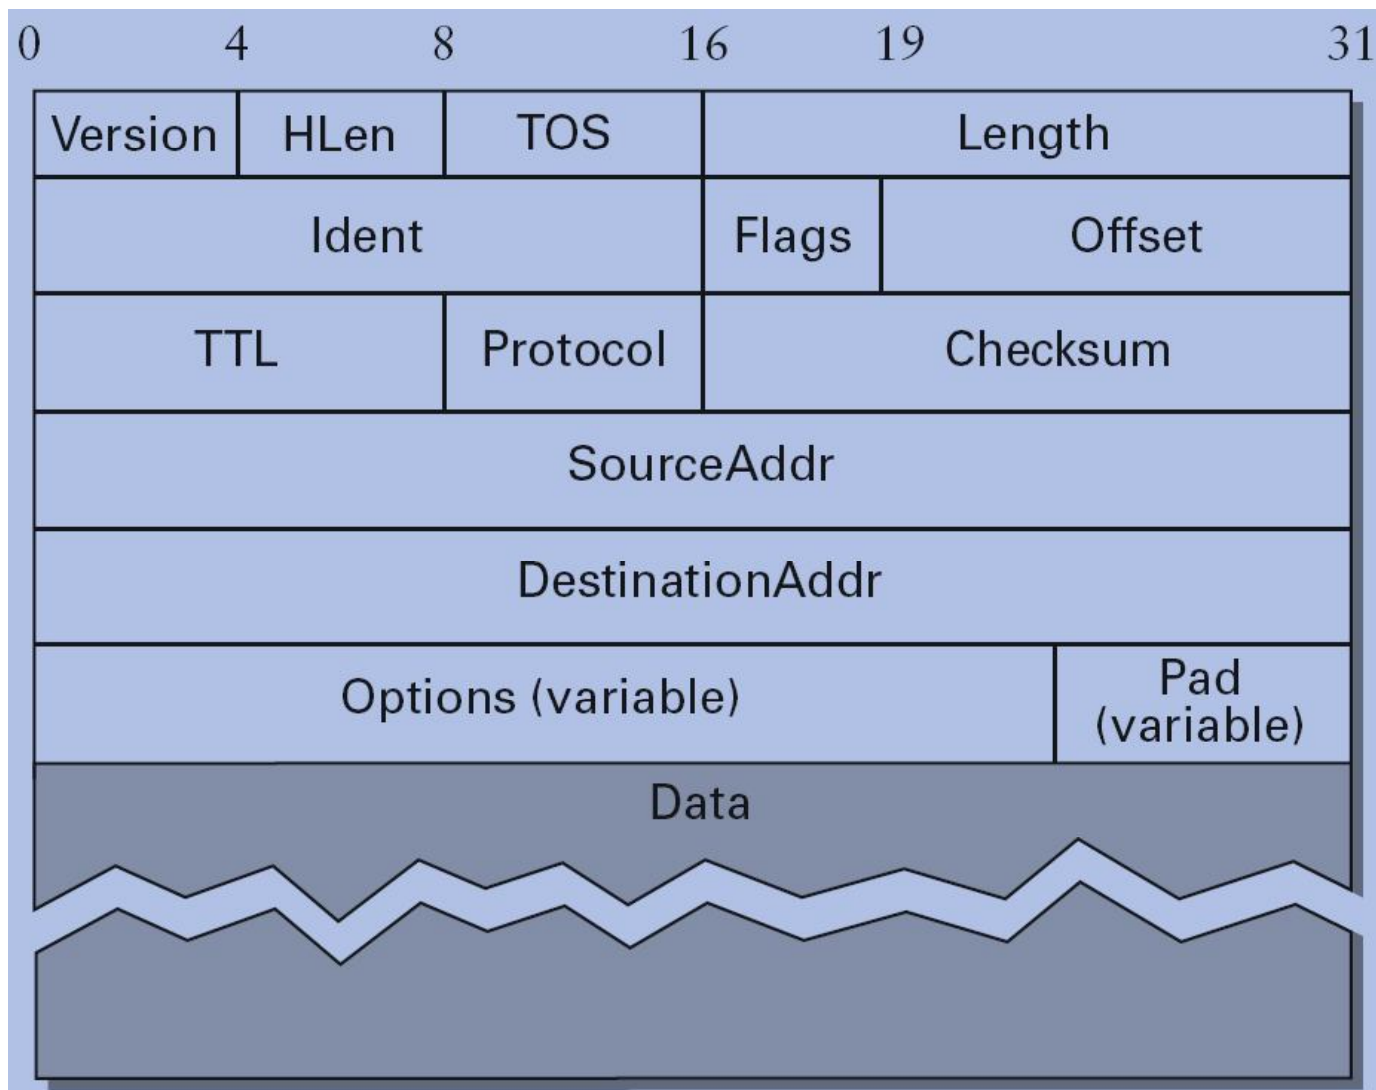 0 4 8 16 19 31
Version HLen TOS Length
Ident Flags Offset
TTL Protocol Checksum
SourceAddr
DestinationAddr
Options (variable) Pad
(variable)
Data